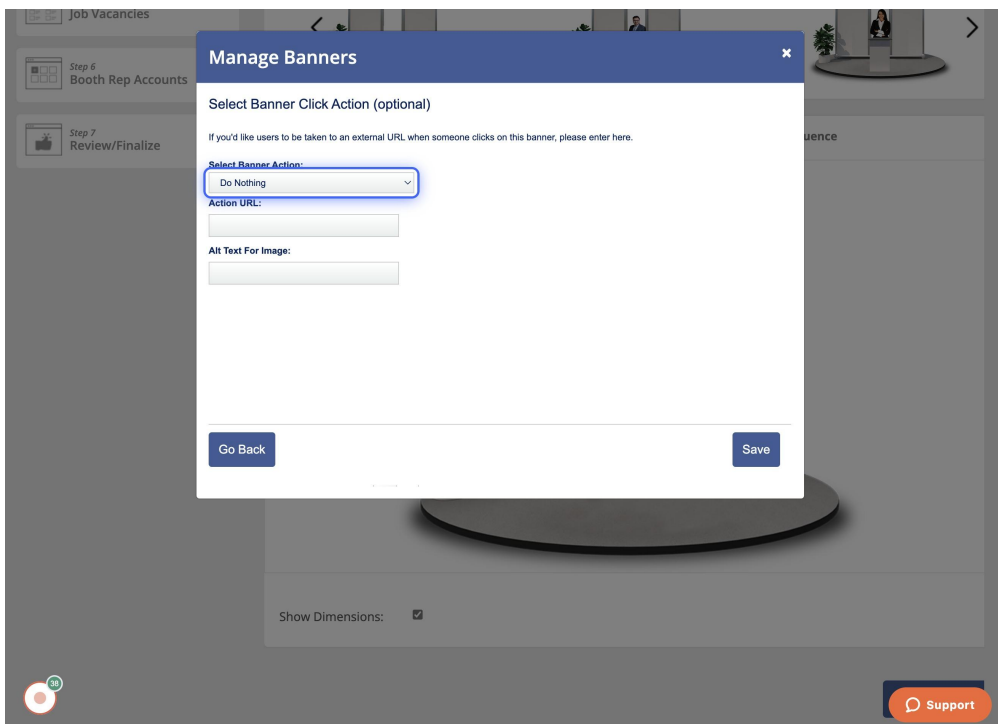 Job Vacancies
Manage Banners
×
Step 6
Booth Rep Accounts
Select Banner Click Action (optional)
If you'd like users to be taken to an external URL when someone clicks on this banner, please enter here.
Step 7
Review/Finalize
uence
Select Banner Action:
Do Nothing
Action URL:
Alt Text For Image:
Go Back
Save
Show Dimensions:
38
Support